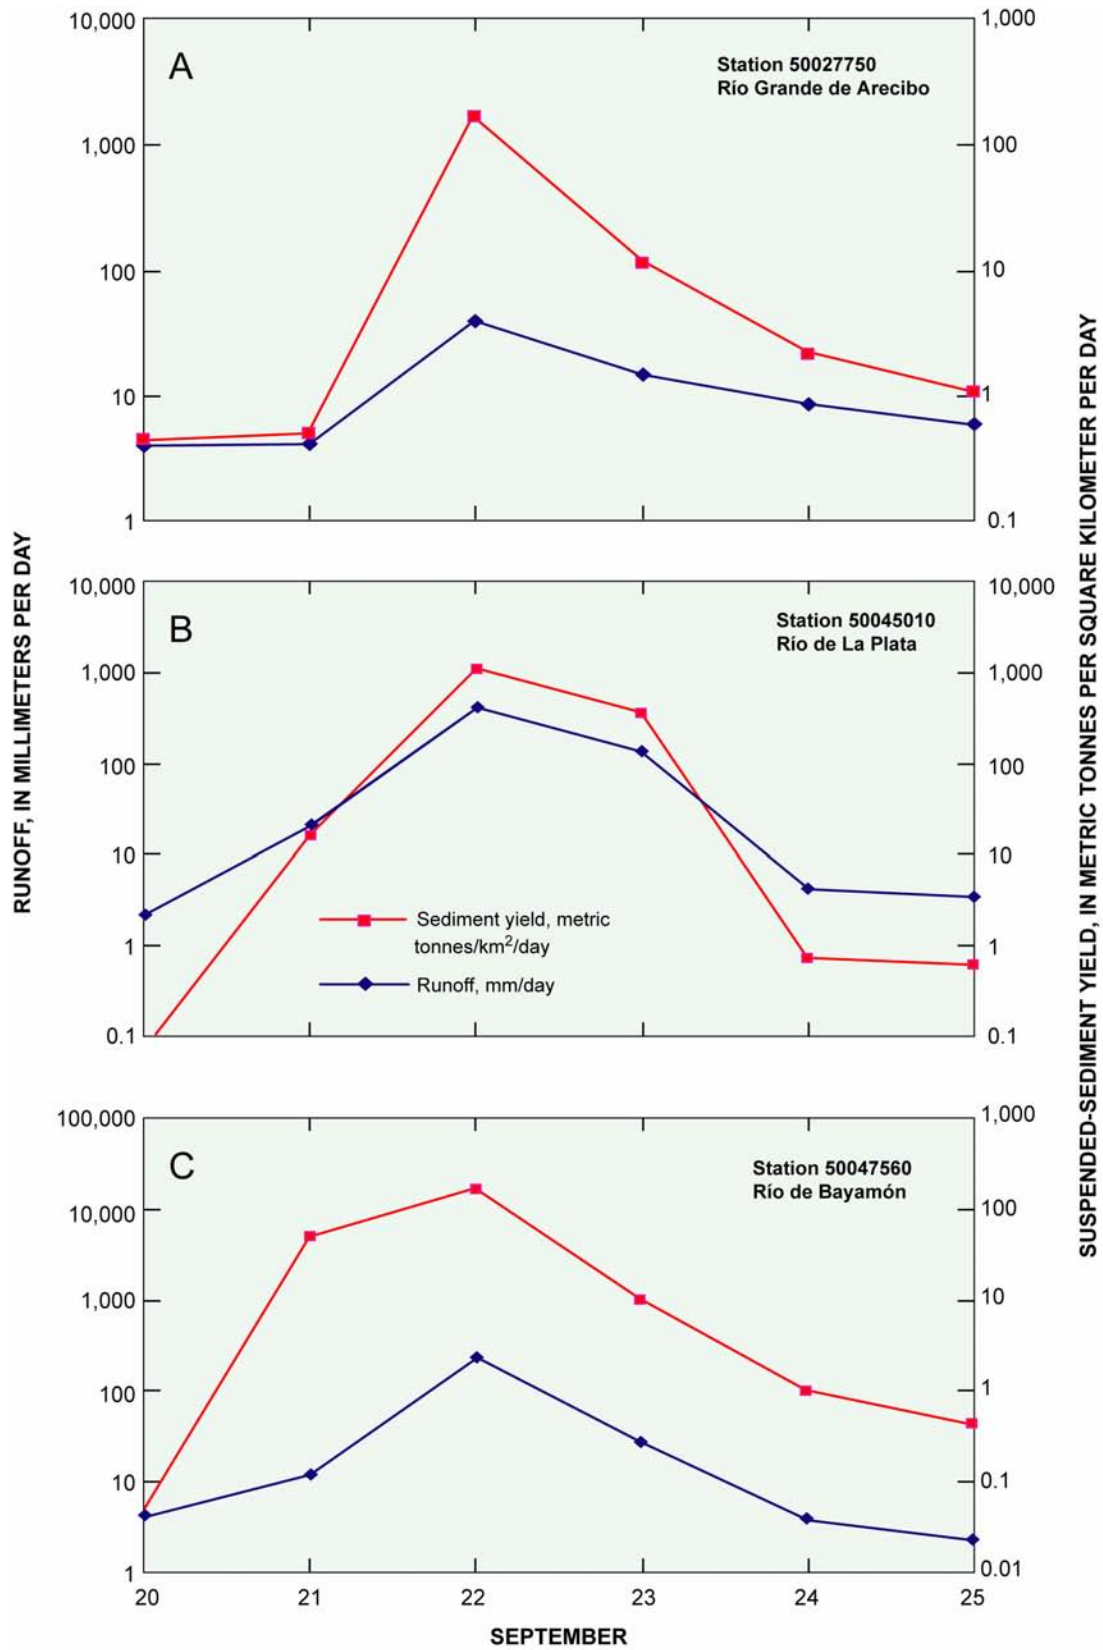 RUNOFF, IN MILLIMETERS PER DAY
SUSPENDED-SEDIMENT YIELD, IN METRIC TONNES PER SQUARE KILOMETER PER DAY
A
Station 50027750
Río Grande de Arecibo
10,000
1,000
100
10
1
1,000
100
10
1
0.1
B
Station 50045010
Río de La Plata
10,000
1,000
100
10
1
0.1
10,000
1,000
100
10
1
0.1
Sediment yield, metric
tonnes/km²/day
Runoff, mm/day
C
Station 50047560
Río de Bayamón
100,000
10,000
1,000
100
10
1
1,000
100
10
1
0.1
0.01
20 21 22 23 24 25
SEPTEMBER